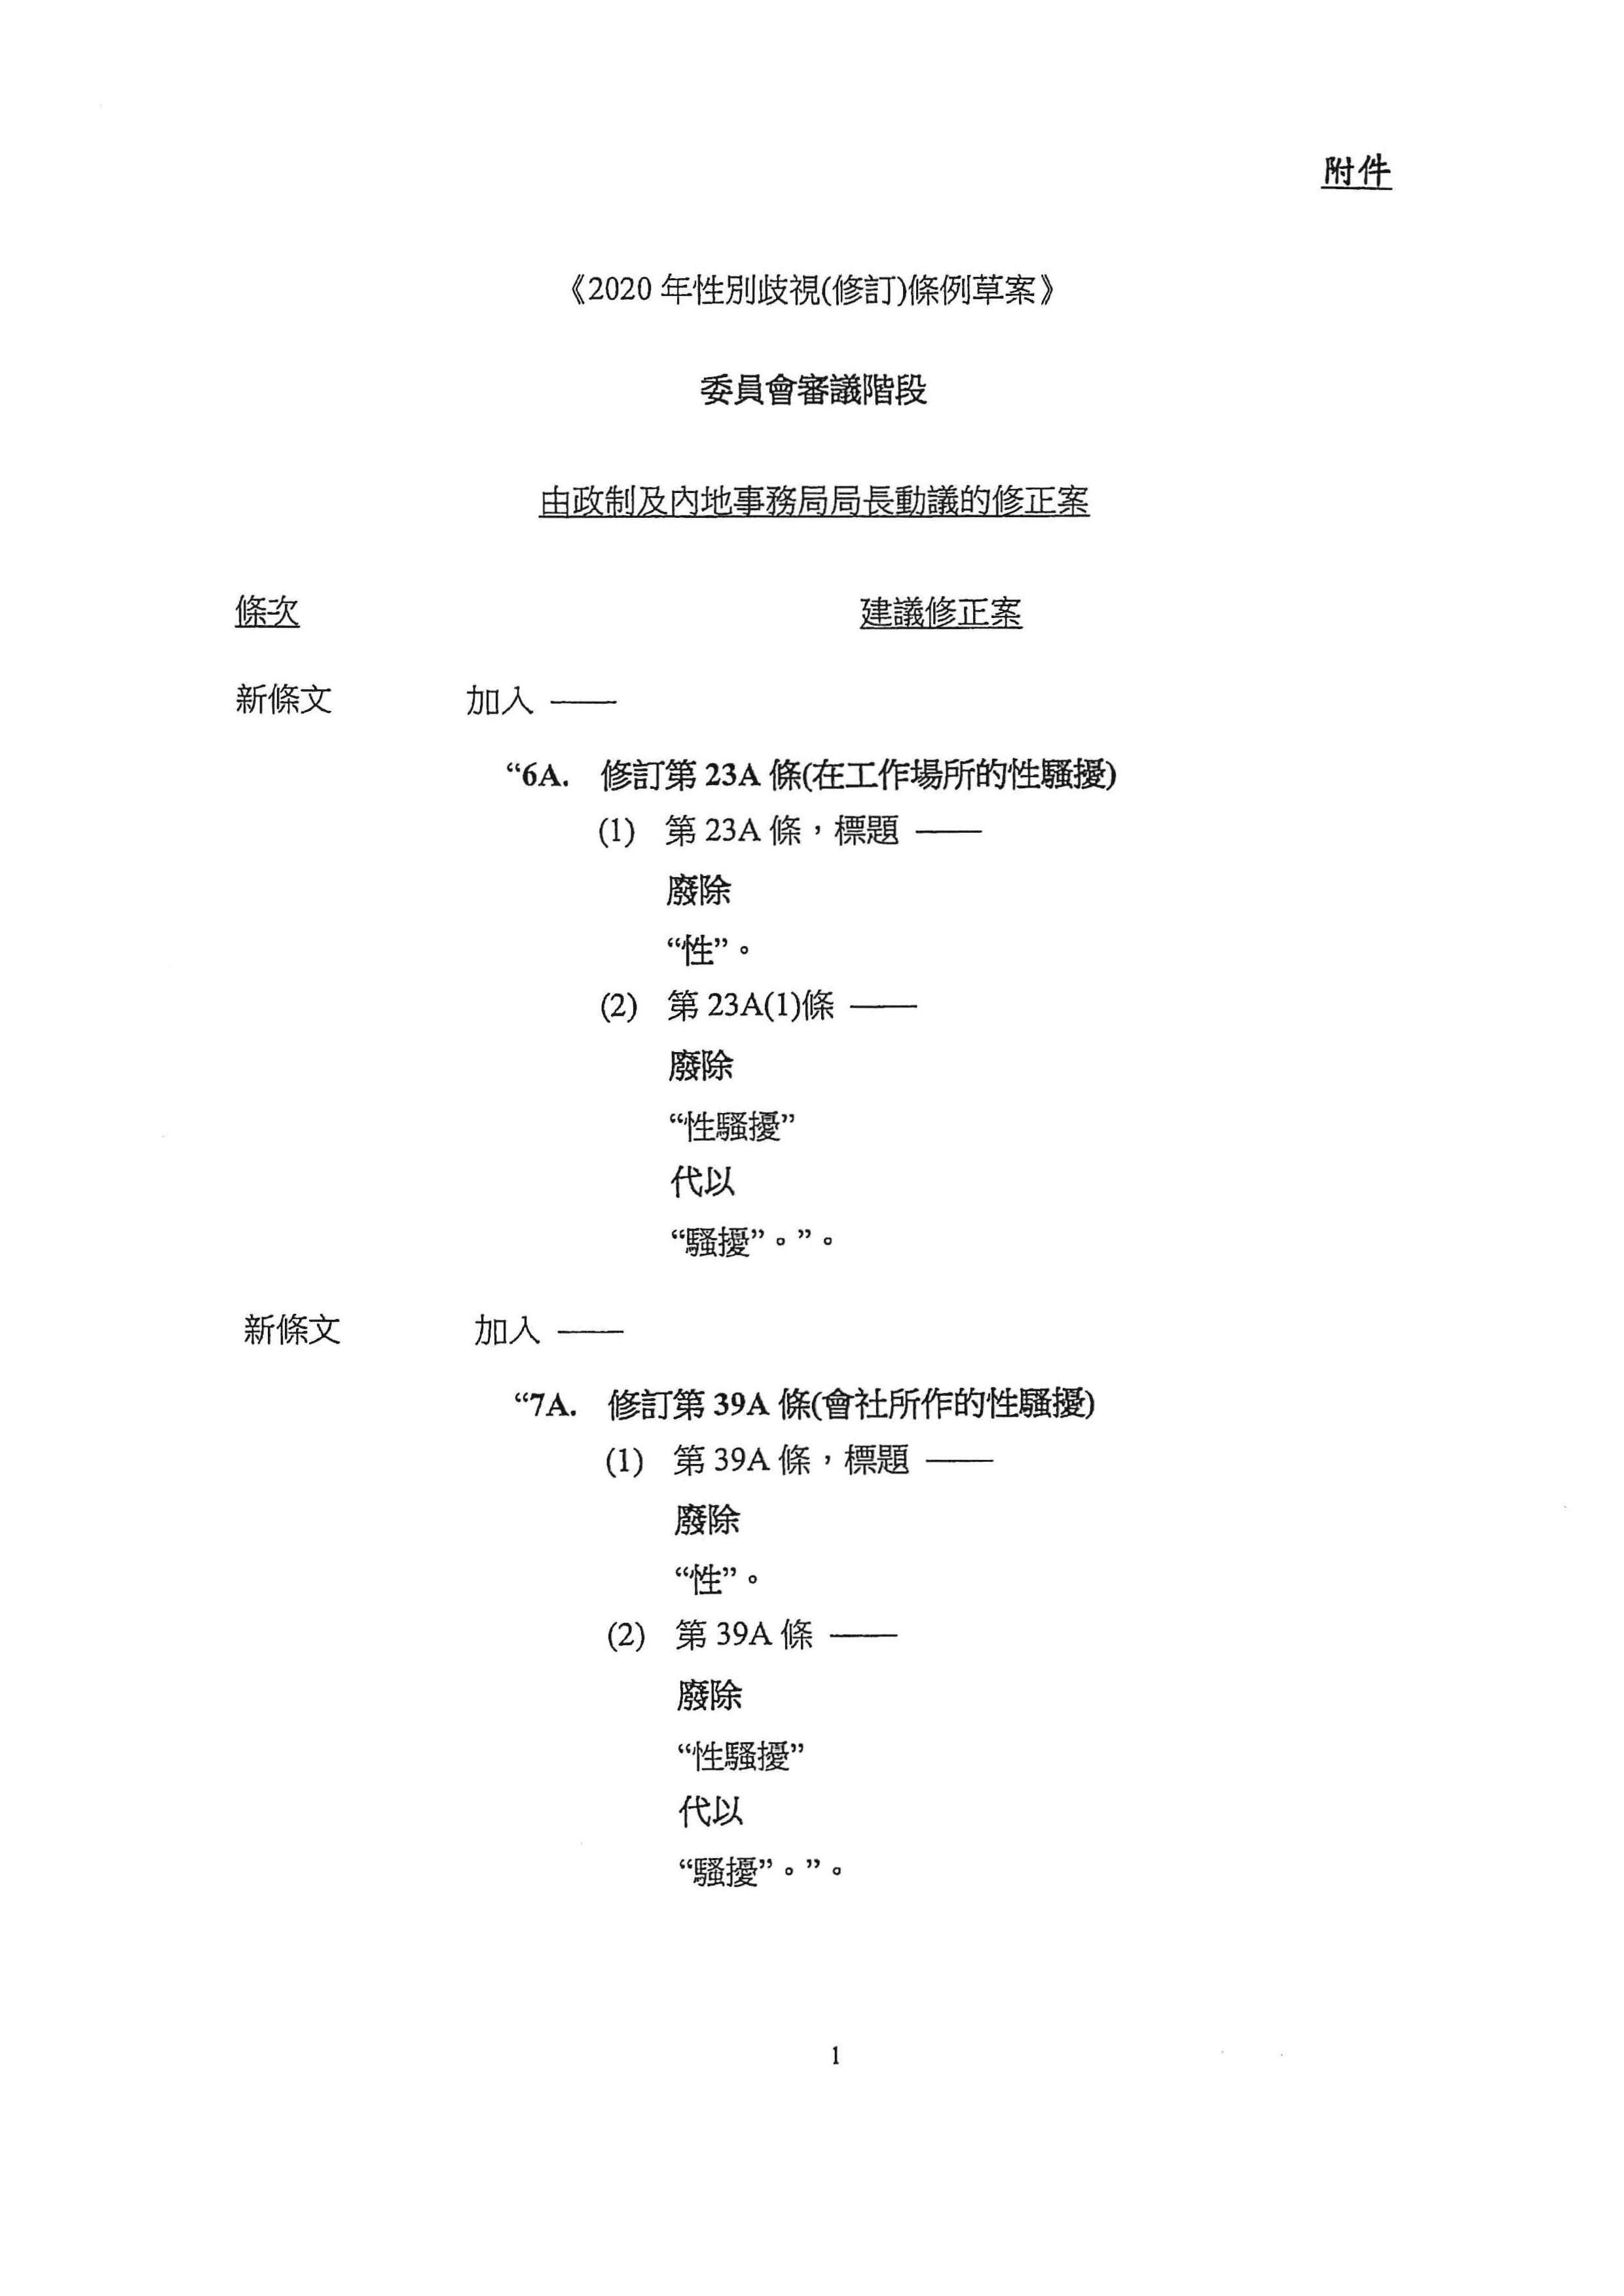 附件
《2020 年性別歧視(修訂)條例草案》
委員會審議階段
由政制及內地事務局局長動議的修正案
條次 建議修正案
新條文 加入 ——
“6A. 修訂第 23A 條(在工作場所的性騷擾)
(1) 第 23A 條，標題 ——
廢除
“性”。
(2) 第 23A(1)條 ——
廢除
“性騷擾”
代以
“騷擾”。”。
新條文 加入 ——
“7A. 修訂第 39A 條(會社所作的性騷擾)
(1) 第 39A 條，標題 ——
廢除
“性”。
(2) 第 39A 條 ——
廢除
“性騷擾”
代以
“騷擾”。”。
1